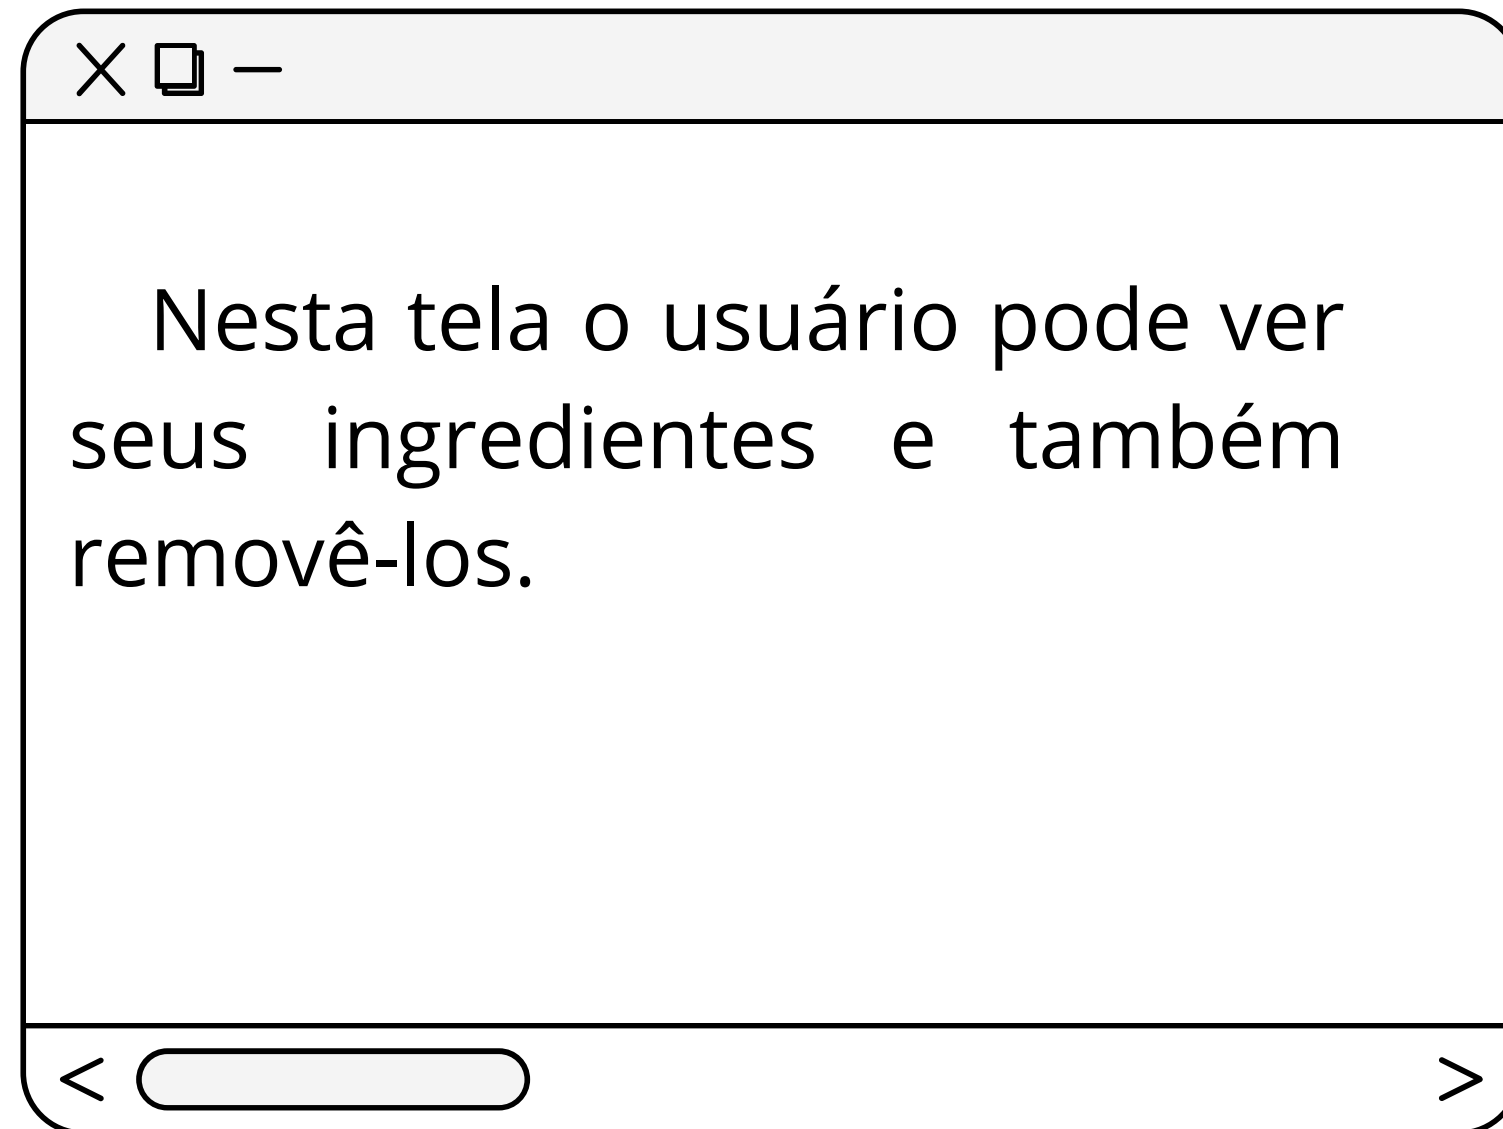 Nesta tela o usuário pode ver
seus ingredientes e também
removê-los.